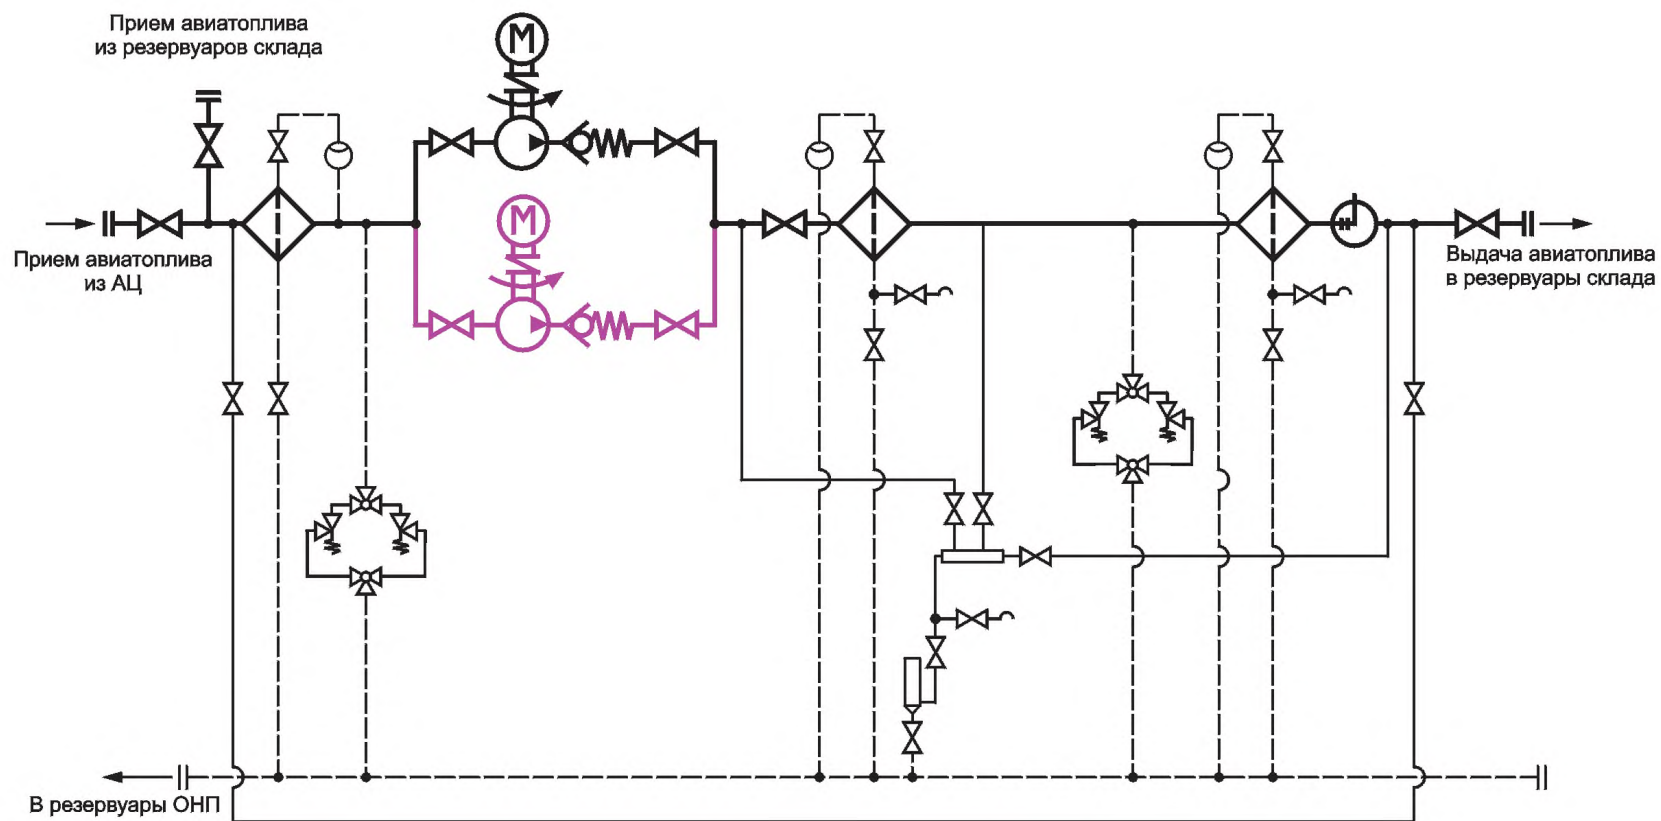 Прием авиатоплива
из резервуаров склада
M
M
Прием авиатоплива
из АЦ
Выдача авиатоплива
в резервуары склада
В резервуары ОНП